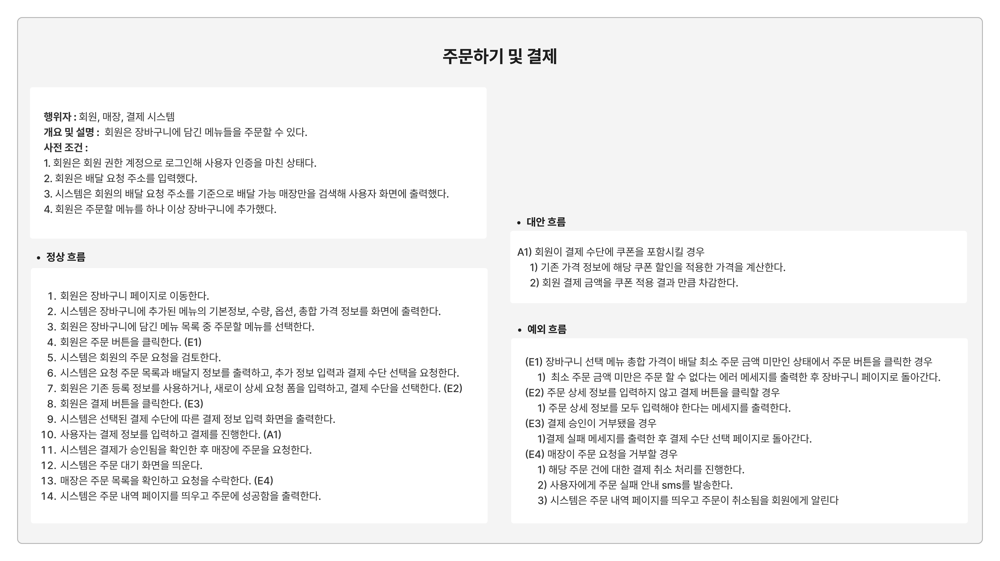 주문하기 및 결제
행위자 : 회원, 매장, 결제 시스템
개요 및 설명 : 회원은 장바구니에 담긴 메뉴들을 주문할 수 있다.
사전 조건 :
1. 회원은 회원 권한 계정으로 로그인해 사용자 인증을 마친 상태다.
2. 회원은 배달 요청 주소를 입력했다.
3. 시스템은 회원의 배달 요청 주소를 기준으로 배달 가능 매장만을 검색해 사용자 화면에 출력했다.
4. 회원은 주문할 메뉴를 하나 이상 장바구니에 추가했다.
• 정상 흐름
1. 회원은 장바구니 페이지로 이동한다.
2. 시스템은 장바구니에 추가된 메뉴의 기본정보, 수량, 옵션, 총합 가격 정보를 화면에 출력한다.
3. 회원은 장바구니에 담긴 메뉴 목록 중 주문할 메뉴를 선택한다.
4. 회원은 주문 버튼을 클릭한다. (E1)
5. 시스템은 회원의 주문 요청을 검토한다.
6. 시스템은 요청 주문 목록과 배달지 정보를 출력하고, 추가 정보 입력과 결제 수단 선택을 요청한다.
7. 회원은 기존 등록 정보를 사용하거나, 새로이 상세 요청 폼을 입력하고, 결제 수단을 선택한다. (E2)
8. 회원은 결제 버튼을 클릭한다. (E3)
9. 시스템은 선택된 결제 수단에 따른 결제 정보 입력 화면을 출력한다.
10. 사용자는 결제 정보를 입력하고 결제를 진행한다. (A1)
11. 시스템은 결제가 승인됨을 확인한 후 매장에 주문을 요청한다.
12. 시스템은 주문 대기 화면을 띄운다.
13. 매장은 주문 목록을 확인하고 요청을 수락한다. (E4)
14. 시스템은 주문 내역 페이지를 띄우고 주문에 성공함을 출력한다.
• 대안 흐름
A1) 회원이 결제 수단에 쿠폰을 포함시킬 경우
1) 기존 가격 정보에 해당 쿠폰 할인을 적용한 가격을 계산한다.
2) 회원 결제 금액을 쿠폰 적용 결과 만큼 차감한다.
• 예외 흐름
(E1) 장바구니 선택 메뉴 총합 가격이 배달 최소 주문 금액 미만인 상태에서 주문 버튼을 클릭한 경우
1) 최소 주문 금액 미만은 주문 할 수 없다는 에러 메세지를 출력한 후 장바구니 페이지로 돌아간다.
(E2) 주문 상세 정보를 입력하지 않고 결제 버튼을 클릭할 경우
1) 주문 상세 정보를 모두 입력해야 한다는 메세지를 출력한다.
(E3) 결제 승인이 거부됐을 경우
1)결제 실패 메세지를 출력한 후 결제 수단 선택 페이지로 돌아간다.
(E4) 매장이 주문 요청을 거부할 경우
1) 해당 주문 건에 대한 결제 취소 처리를 진행한다.
2) 사용자에게 주문 실패 안내 sms를 발송한다.
3) 시스템은 주문 내역 페이지를 띄우고 주문이 취소됨을 회원에게 알린다